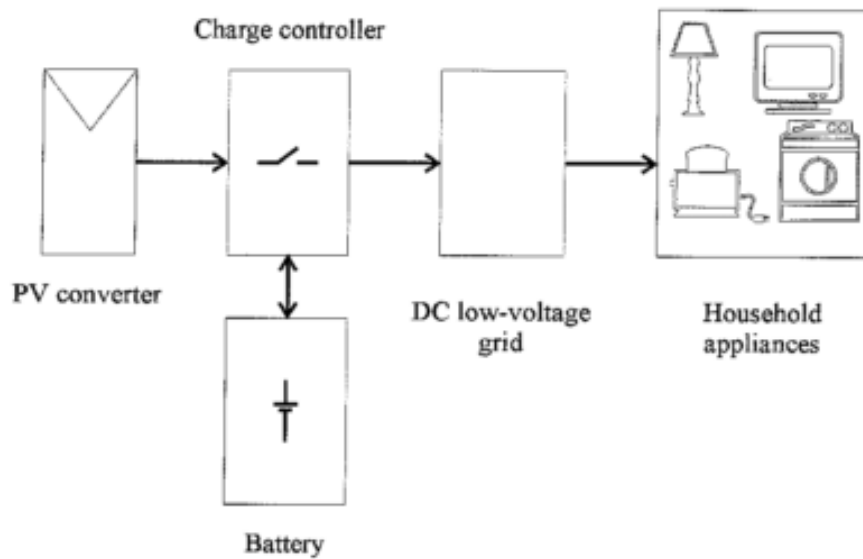 Charge controller
PV converter
DC low-voltage
grid
Household
appliances
Battery